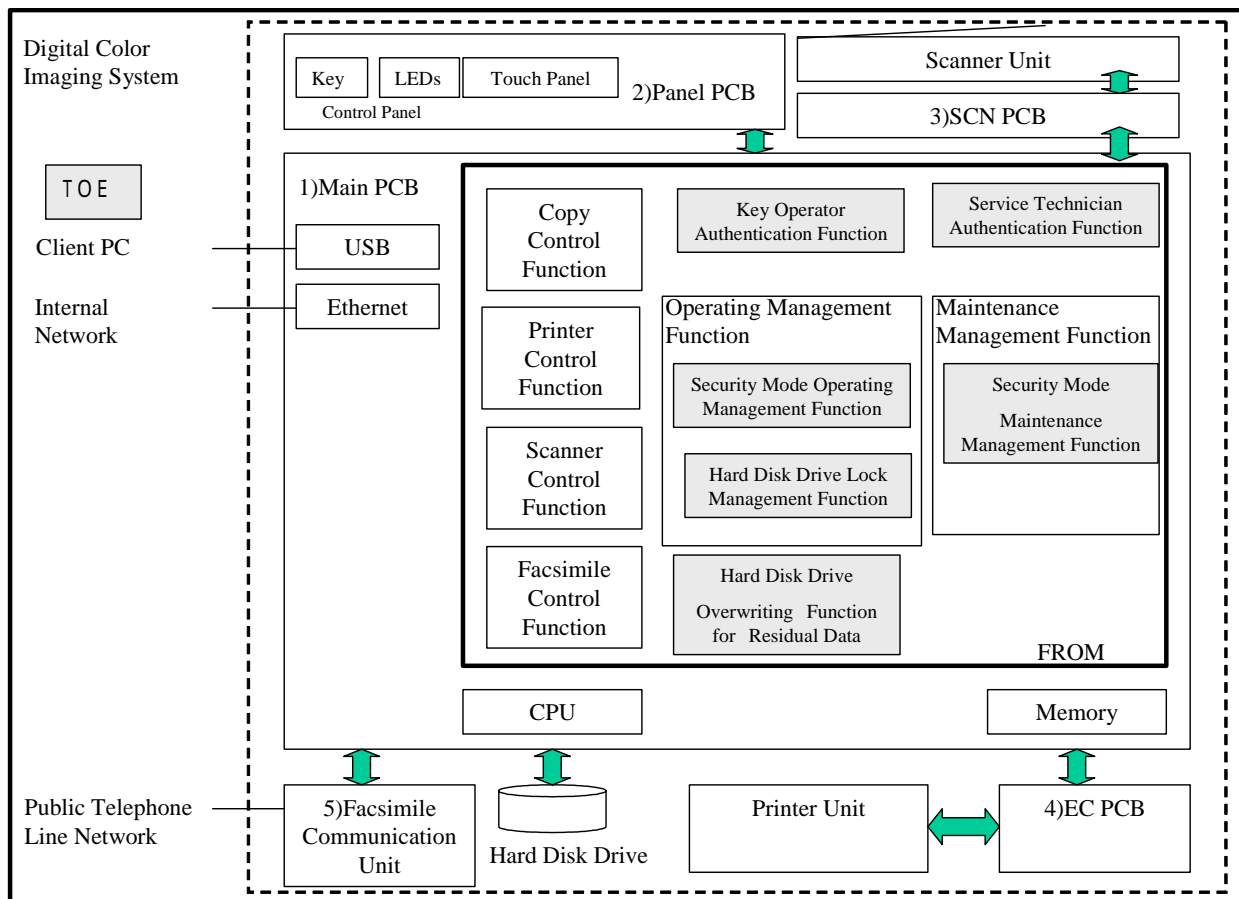 Digital Color
Imaging System
Key
LEDs
Touch Panel
Control Panel
2)Panel PCB
Scanner Unit
3)SCN PCB
TOE
Client PC
Internal
Network
1)Main PCB
USB
Ethernet
Copy
Control
Function
Key Operator
Authentication Function
Service Technician
Authentication Function
Printer
Control
Function
Operating Management
Function
Maintenance
Management Function
Security Mode Operating
Management Function
Security Mode
Maintenance
Management Function
Scanner
Control
Function
Hard Disk Drive Lock
Management Function
Facsimile
Control
Function
Hard Disk Drive
Overwriting Function
for Residual Data
FROM
CPU
Memory
Public Telephone
Line Network
5)Facsimile
Communication
Unit
Hard Disk Drive
Printer Unit
4)EC PCB